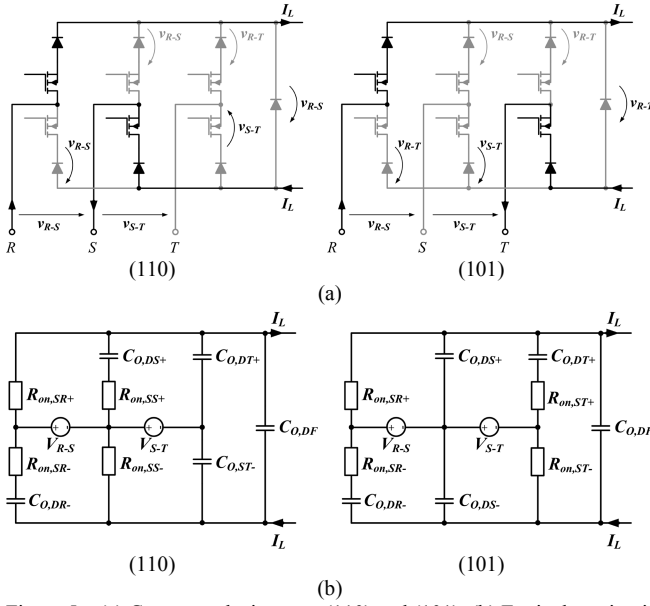 I_L I_L
v_R-S v_R-T v_R-T
v_R-S v_R-T
v_R-S v_S-T v_R-T v_S-T
I_L I_L
v_R-S v_S-T v_R-S v_S-T
R S T R S T
(110) (101)
(a)
I_L I_L
C_O,DS+ C_O,DT+ C_O,DS+ C_O,DT+
R_on,SR+ R_on,SS+ R_on,SR+ R_on,ST+
V_R-S V_S-T C_O,DF V_R-S V_S-T C_O,DF
R_on,SR- R_on,SS- C_O,ST- R_on,SR- R_on,ST-
C_O,DR- C_O,DR- C_O,DS-
I_L I_L
(110) (101)
(b)